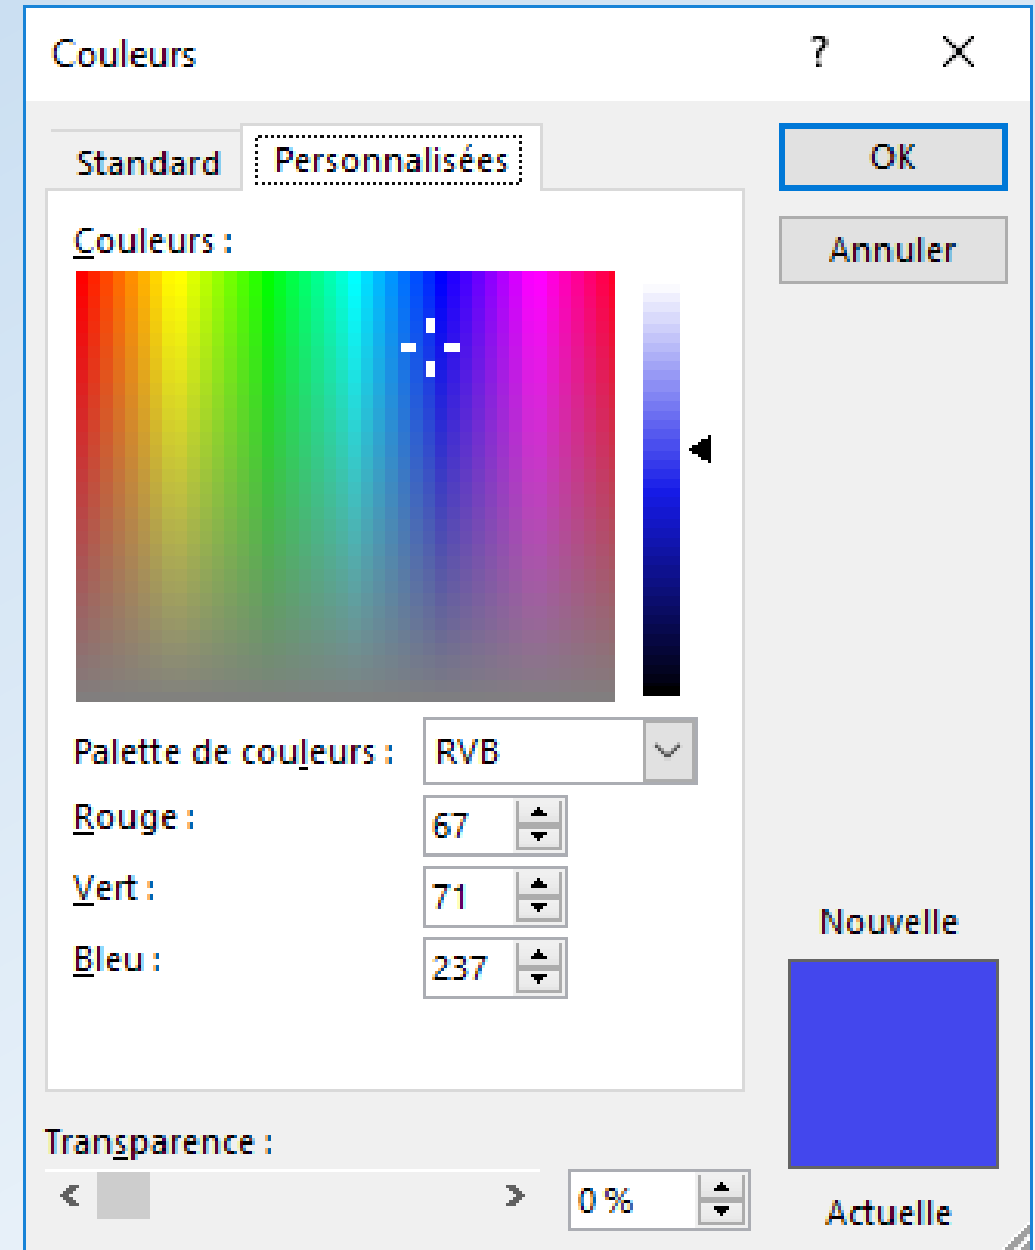 Couleurs ?
Standard Personnalisées OK
Annuler
Couleurs :
Palette de couleurs : RVB
Rouge : 67
Vert : 71
Bleu : 237
Nouvelle
Transparence :
0 %
Actuelle